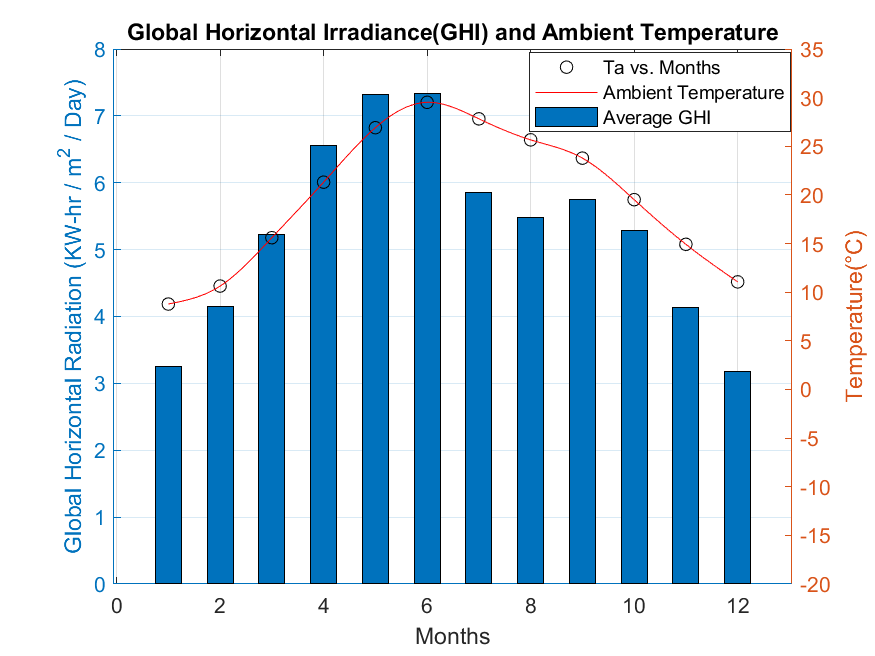 Global Horizontal Irradiance(GHI) and Ambient Temperature
Ta vs. Months
Ambient Temperature
Average GHI
Global Horizontal Radiation (KW-hr / m² / Day)
8
7
6
5
4
3
2
1
0
35
30
25
20
15
10
5
0
-5
-10
-15
-20
Temperature(°C)
0 2 4 6 8 10 12
Months